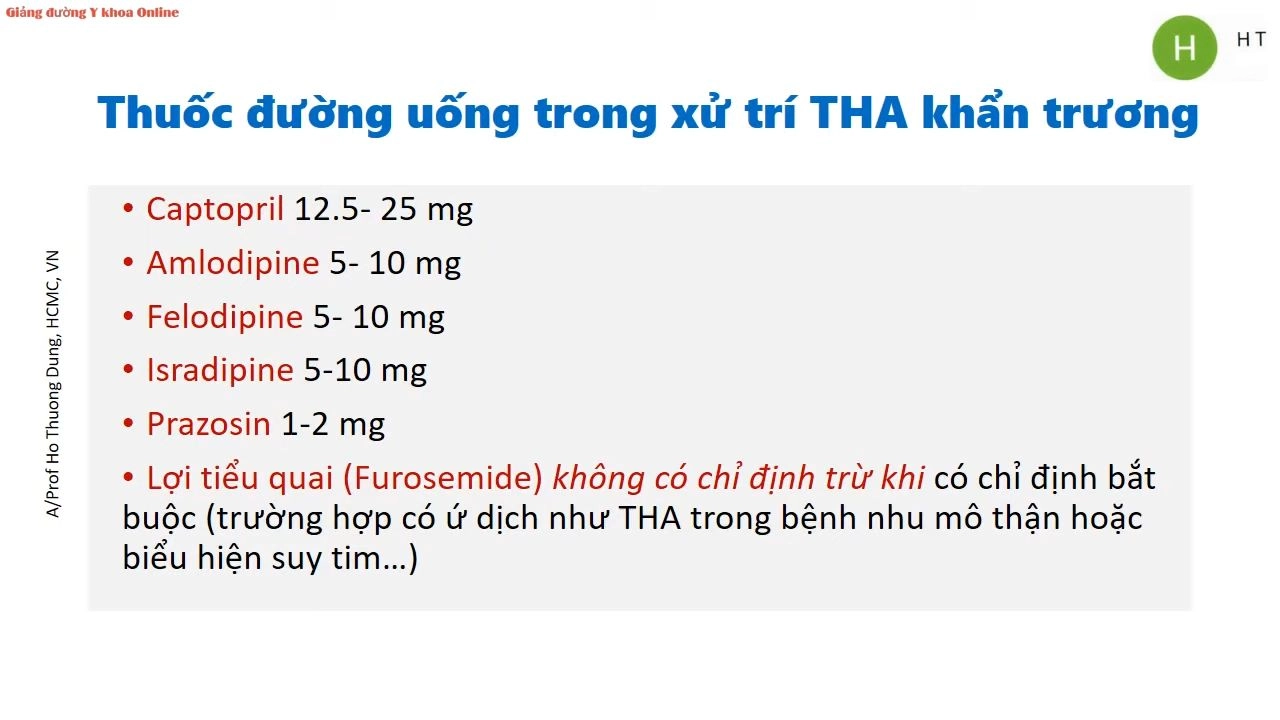 Giảng đường Y khoa Online
H
H T
Thuốc đường uống trong xử trí THA khẩn trương
A/Prof Ho Thuong Dung, HCMC, VN
• Captopril 12.5- 25 mg
• Amlodipine 5- 10 mg
• Felodipine 5- 10 mg
• Isradipine 5-10 mg
• Prazosin 1-2 mg
• Lợi tiểu quai (Furosemide) không có chỉ định trừ khi có chỉ định bắt
buộc (trường hợp có ứ dịch như THA trong bệnh nhu mô thận hoặc
biểu hiện suy tim…)